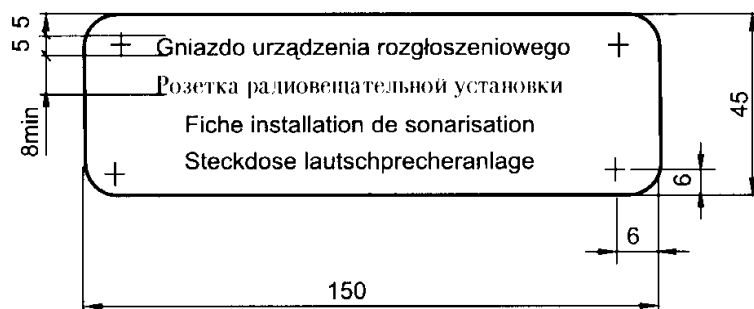 5 5
Gniazdo urządzenia rozgłoszeniowego
Розетка радиовещательной установки
Fiche installation de sonarisation
Steckdose lautschprecheranlage
8min
45
6
6
150